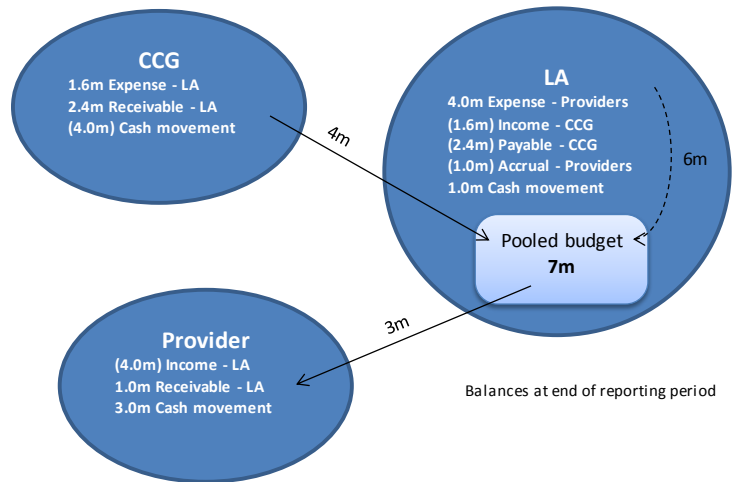 CCG
1.6m Expense - LA
2.4m Receivable - LA
(4.0m) Cash movement
4m
LA
4.0m Expense - Providers
(1.6m) Income - CCG
(2.4m) Payable - CCG
(1.0m) Accrual - Providers
1.0m Cash movement
6m
Pooled budget
7m
3m
Provider
(4.0m) Income - LA
1.0m Receivable - LA
3.0m Cash movement
Balances at end of reporting period